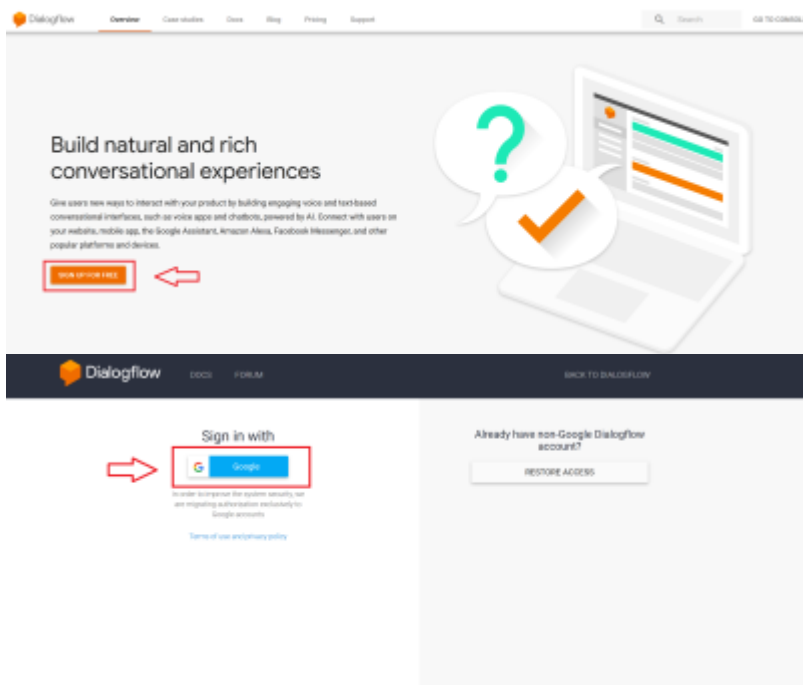 Dialogflow
Overview
Case studies
Docs
Blog
Pricing
Support
Search
GO TO CONSOLE
Build natural and rich
conversational experiences
Give users new ways to interact with your product by building engaging voice and text-based
conversational interfaces, such as voice apps and chatbots, powered by AI. Connect with users on
your website, mobile app, the Google Assistant, Amazon Alexa, Facebook Messenger, and other
popular platforms and devices.
SIGN UP FOR FREE
Dialogflow
DOCS
FORUM
BACK TO DIALOGFLOW
Sign in with
G Google
In order to improve the system security, we
are migrating authorization exclusively to
Google accounts
Terms of use and privacy policy
Already have non-Google Dialogflow
account?
RESTORE ACCESS